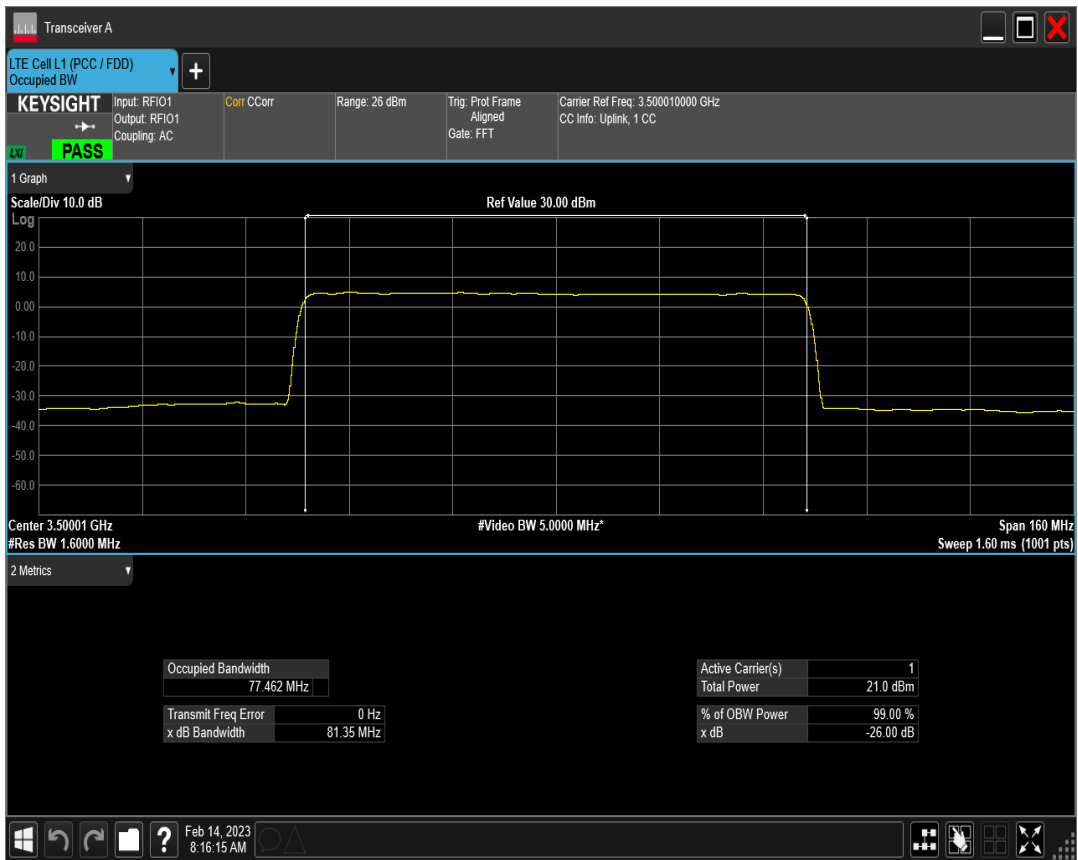 Transceiver A
LTE Cell L1 (PCC / FDD)
Occupied BW
+
KEYSIGHT
LXI
PASS
Input: RFIO1
Output: RFIO1
Coupling: AC
Corr CCorr
Range: 26 dBm
Trig: Prot Frame
Aligned
Gate: FFT
Carrier Ref Freq: 3.500010000 GHz
CC Info: Uplink, 1 CC
1 Graph
Scale/Div 10.0 dB
Ref Value 30.00 dBm
Log
20.0
10.0
0.00
-10.0
-20.0
-30.0
-40.0
-50.0
-60.0
Center 3.50001 GHz
#Video BW 5.0000 MHz*
Span 160 MHz
#Res BW 1.6000 MHz
Sweep 1.60 ms (1001 pts)
2 Metrics
Occupied Bandwidth
77.462 MHz
Transmit Freq Error 0 Hz
x dB Bandwidth 81.35 MHz
Active Carrier(s) 1
Total Power 21.0 dBm
% of OBW Power 99.00 %
x dB -26.00 dB
?
Feb 14, 2023
8:16:15 AM